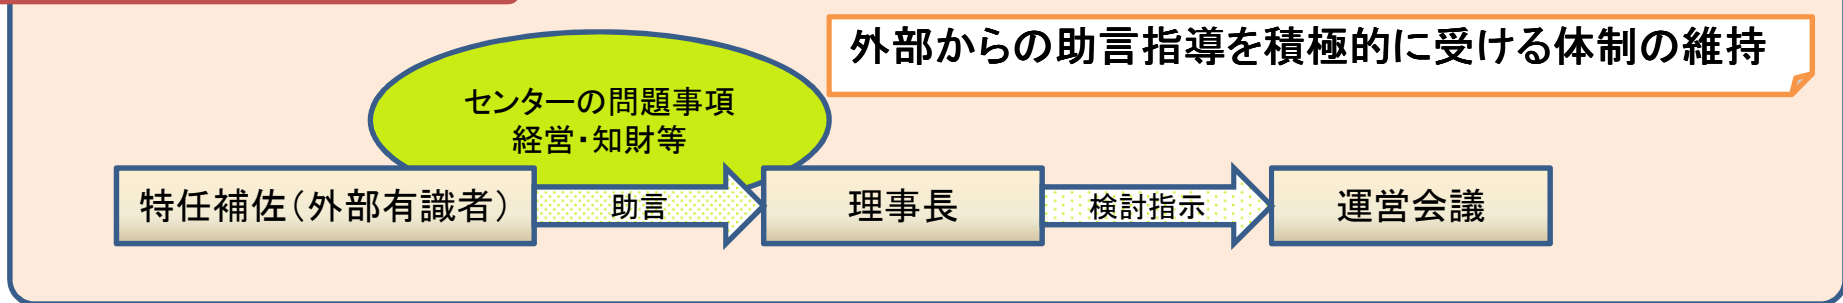 外部からの助言指導を積極的に受ける体制の維持
センターの問題事項
経営・知財等
特任補佐（外部有識者）
助言
理事長
検討指示
運営会議